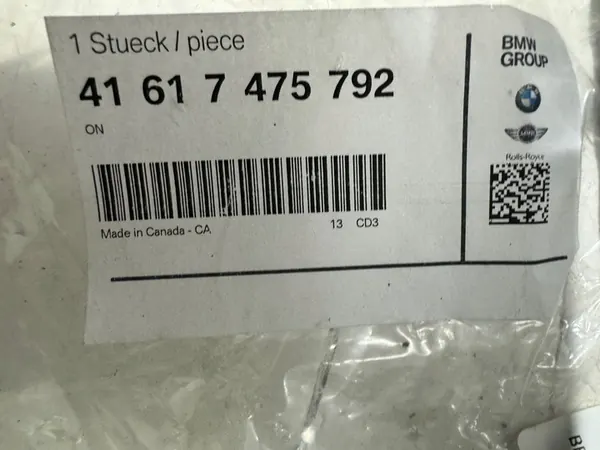 1 Stueck / piece
41 61 7 475 792
ON
Made in Canada - CA
13 CD3
BMW
GROUP
Rolls-Royce